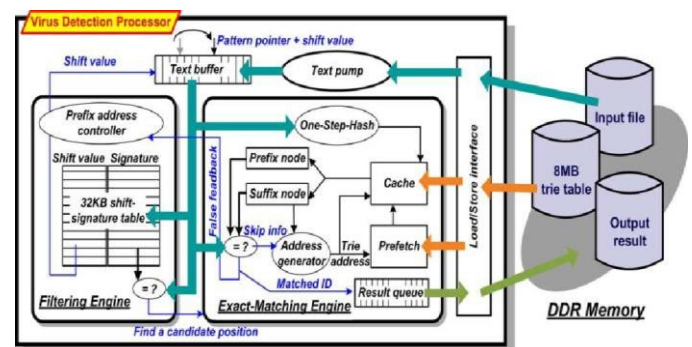 Virus Detection Processor
Pattern pointer + shift value
Shift value
Text buffer
Text pump
Input file
Prefix address
controller
One-Step-Hash
Shift value Signature
32KB shift-
signature table
False feadback
Prefix node
Suffix node
Cache
Load/Store interface
8MB
trie table
Output
result
= ?
Skip info
Address
generator
Trie
address
Prefetch
= ?
Matched ID
Result queue
Filtering Engine
Exact-Matching Engine
Find a candidate position
DDR Memory